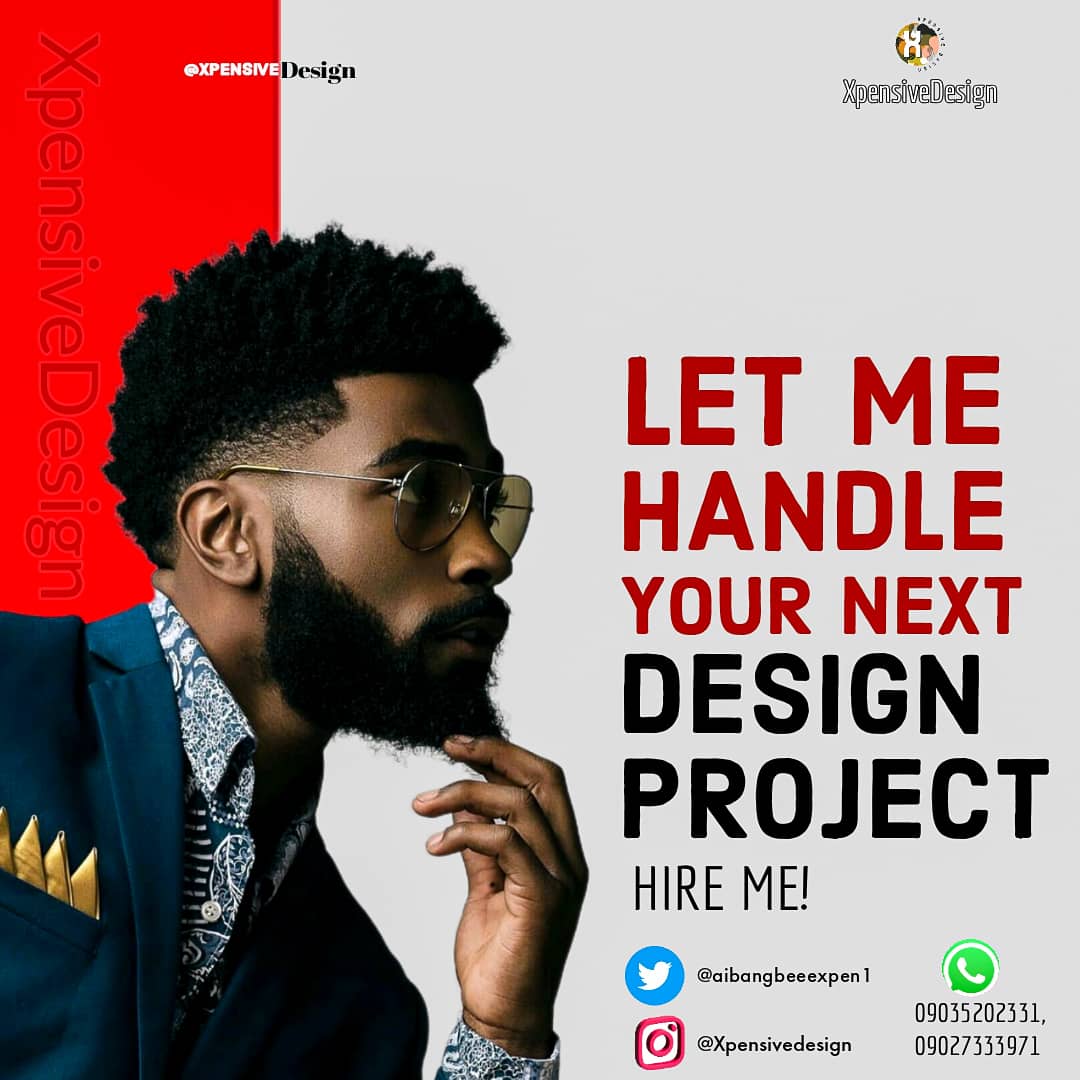 XpensiveDesign
@XPENSIVEDesign
XpensiveDesign
LET ME
HANDLE
YOUR NEXT
DESIGN
PROJECT
HIRE ME!
@aibangbeeexpen1
@Xpensivedesign
09035202331,
09027333971